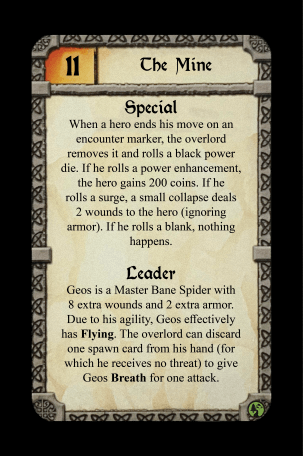 11
The Mine
Special
When a hero ends his move on an
encounter marker, the overlord
removes it and rolls a black power
die. If he rolls a power enhancement,
the hero gains 200 coins. If he
rolls a surge, a small collapse deals
2 wounds to the hero (ignoring
armor). If he rolls a blank, nothing
happens.
Leader
Geos is a Master Bane Spider with
8 extra wounds and 2 extra armor.
Due to his agility, Geos effectively
has Flying. The overlord can discard
one spawn card from his hand (for
which he receives no threat) to give
Geos Breath for one attack.